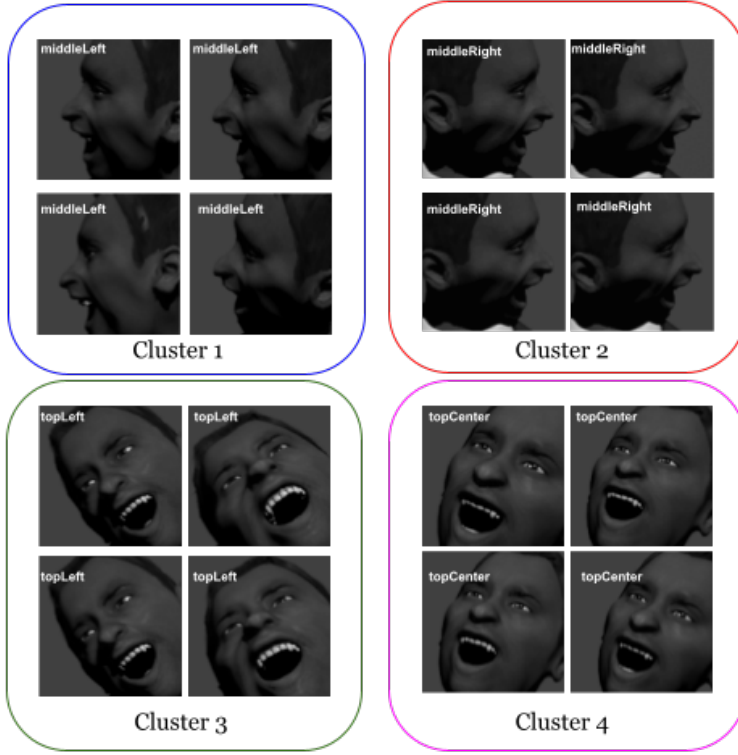 middleLeft middleLeft
middleLeft middleLeft
Cluster 1
middleRight middleRight
middleRight middleRight
Cluster 2
topLeft topLeft
topLeft topLeft
Cluster 3
topCenter topCenter
topCenter topCenter
Cluster 4